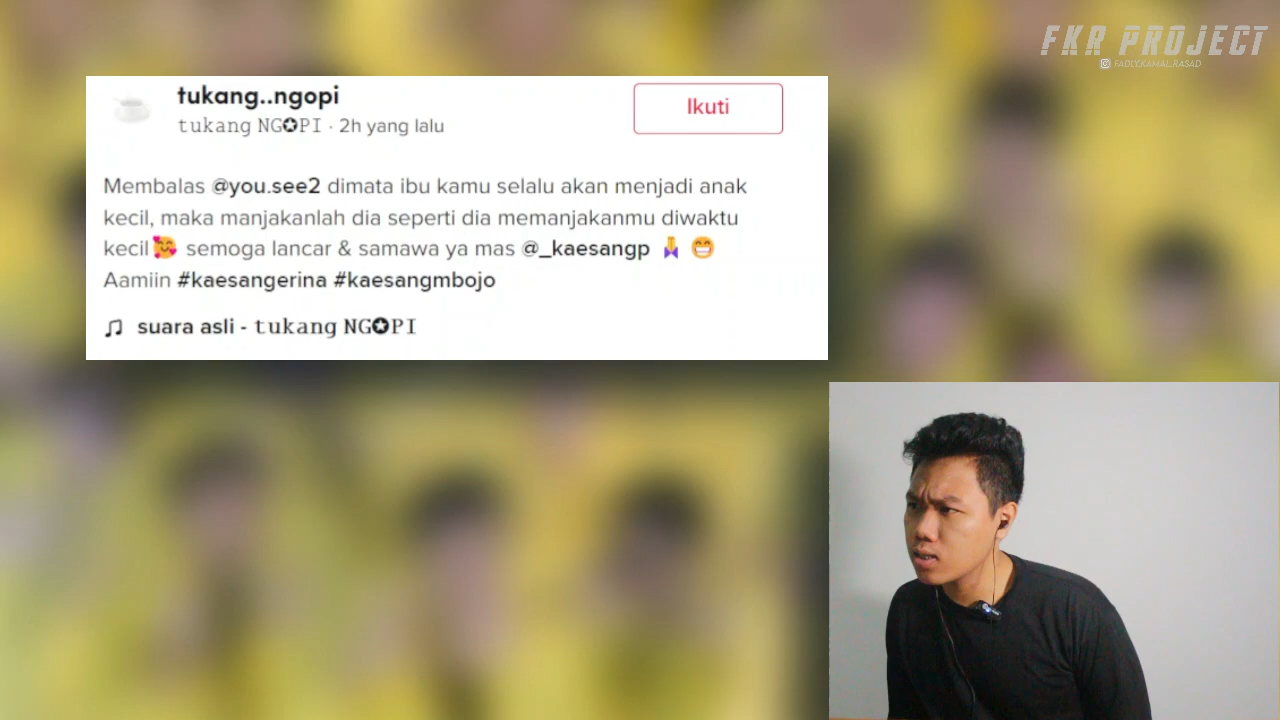 FKR PROJECT
FADLY.KAMAL.RASAD
tukang..ngopi
tukang NG✪PI · 2h yang lalu
Ikuti
Membalas @you.see2 dimata ibu kamu selalu akan menjadi anak
kecil, maka manjakanlah dia seperti dia memanjakanmu diwaktu
kecil🥰 semoga lancar & samawa ya mas @_kaesangp 🙏 😁
Aamiin #kaesangerina #kaesangmbojo
♫ suara asli - tukang NG✪PI